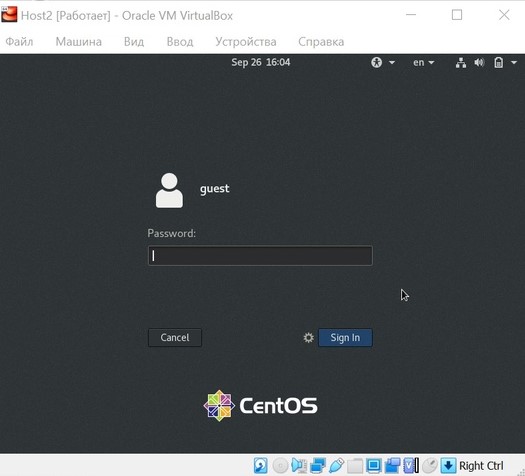 Host2 [Работает] - Oracle VM VirtualBox
Файл Машина Вид Ввод Устройства Справка
Sep 26 16:04 en
guest
Password:
Cancel Sign In
CentOS
Right Ctrl